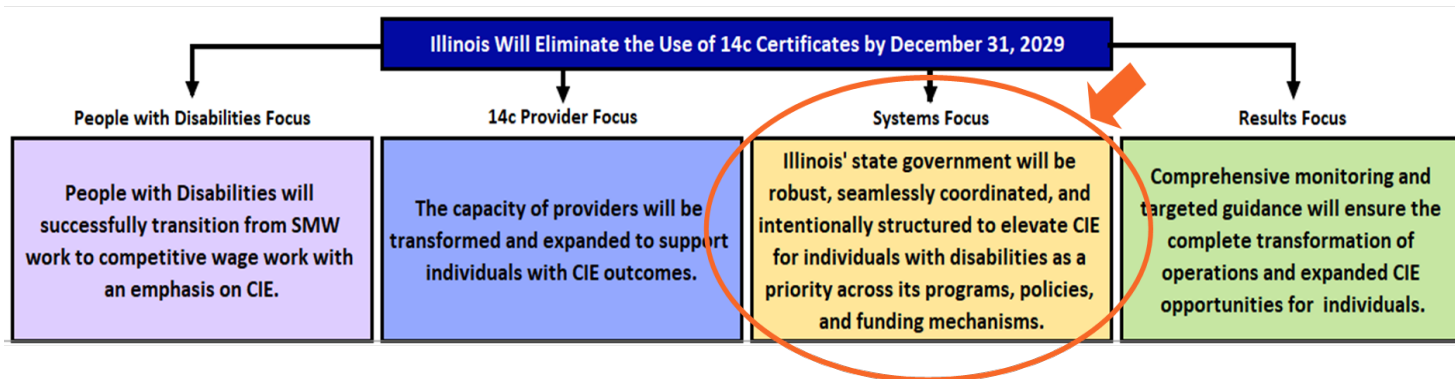 Illinois Will Eliminate the Use of 14c Certificates by December 31, 2029
People with Disabilities Focus
People with Disabilities will
successfully transition from SMW
work to competitive wage work with
an emphasis on CIE.
14c Provider Focus
The capacity of providers will be
transformed and expanded to support
individuals with CIE outcomes.
Systems Focus
Illinois' state government will be
robust, seamlessly coordinated, and
intentionally structured to elevate CIE
for individuals with disabilities as a
priority across its programs, policies,
and funding mechanisms.
Results Focus
Comprehensive monitoring and
targeted guidance will ensure the
complete transformation of
operations and expanded CIE
opportunities for individuals.